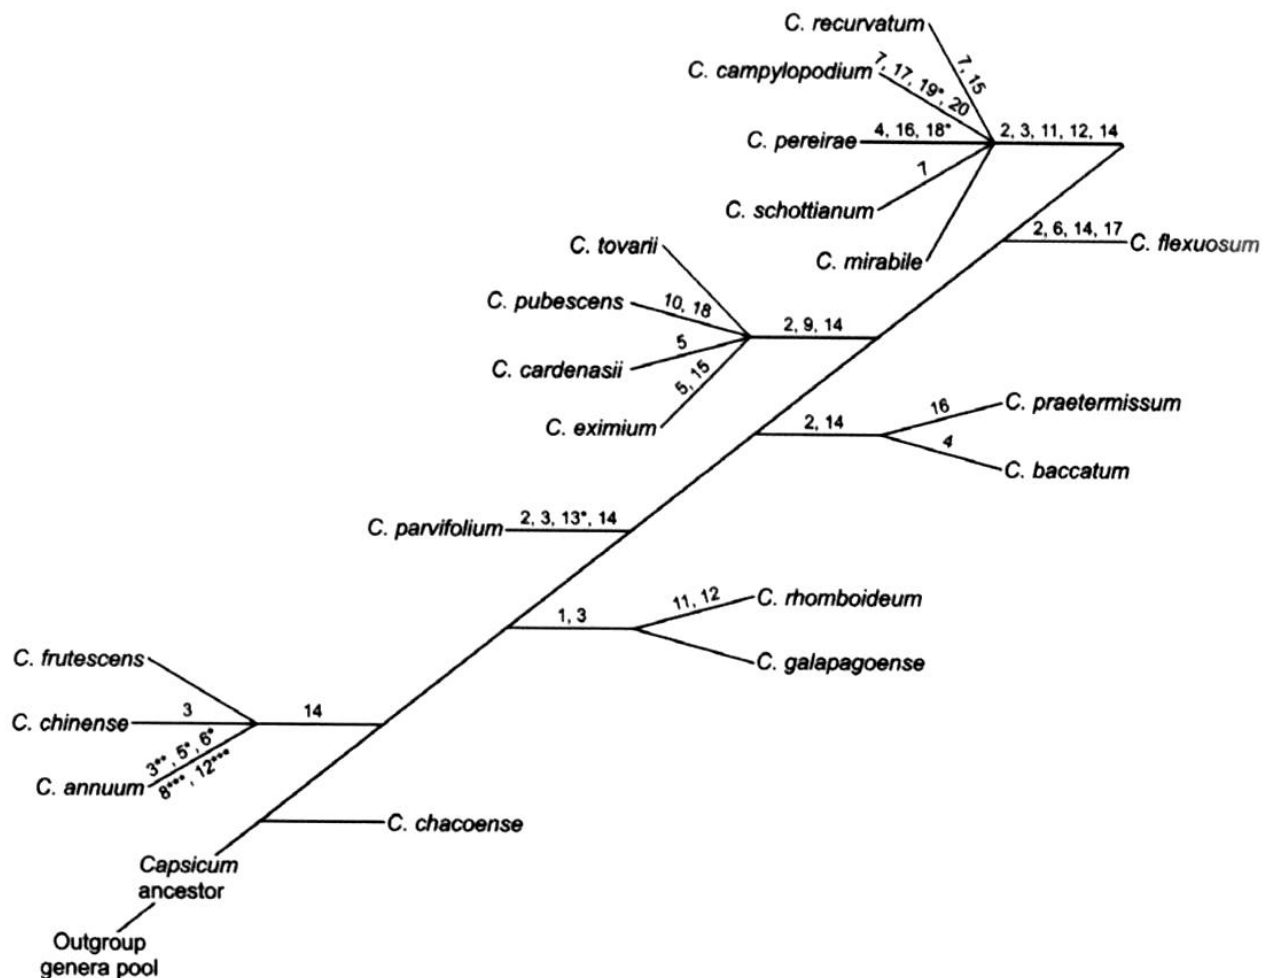 C. recurvatum
7, 15
C. campylopodium
7, 17, 19*, 20
C. pereirae
4, 16, 18*
2, 3, 11, 12, 14
7
C. schottianum
C. mirabile
2, 6, 14, 17
C. flexuosum
C. tovarii
C. pubescens
10, 18
2, 9, 14
C. cardenasii
5
C. eximium
5, 15
2, 14
16
C. praetermissum
4
C. baccatum
C. parvifolium
2, 3, 13*, 14
1, 3
11, 12
C. rhomboideum
C. galapagoense
C. frutescens
C. chinense
3
14
C. annuum
3**, 5*, 6*
8***, 12***
C. chacoense
Capsicum
ancestor
Outgroup
genera pool